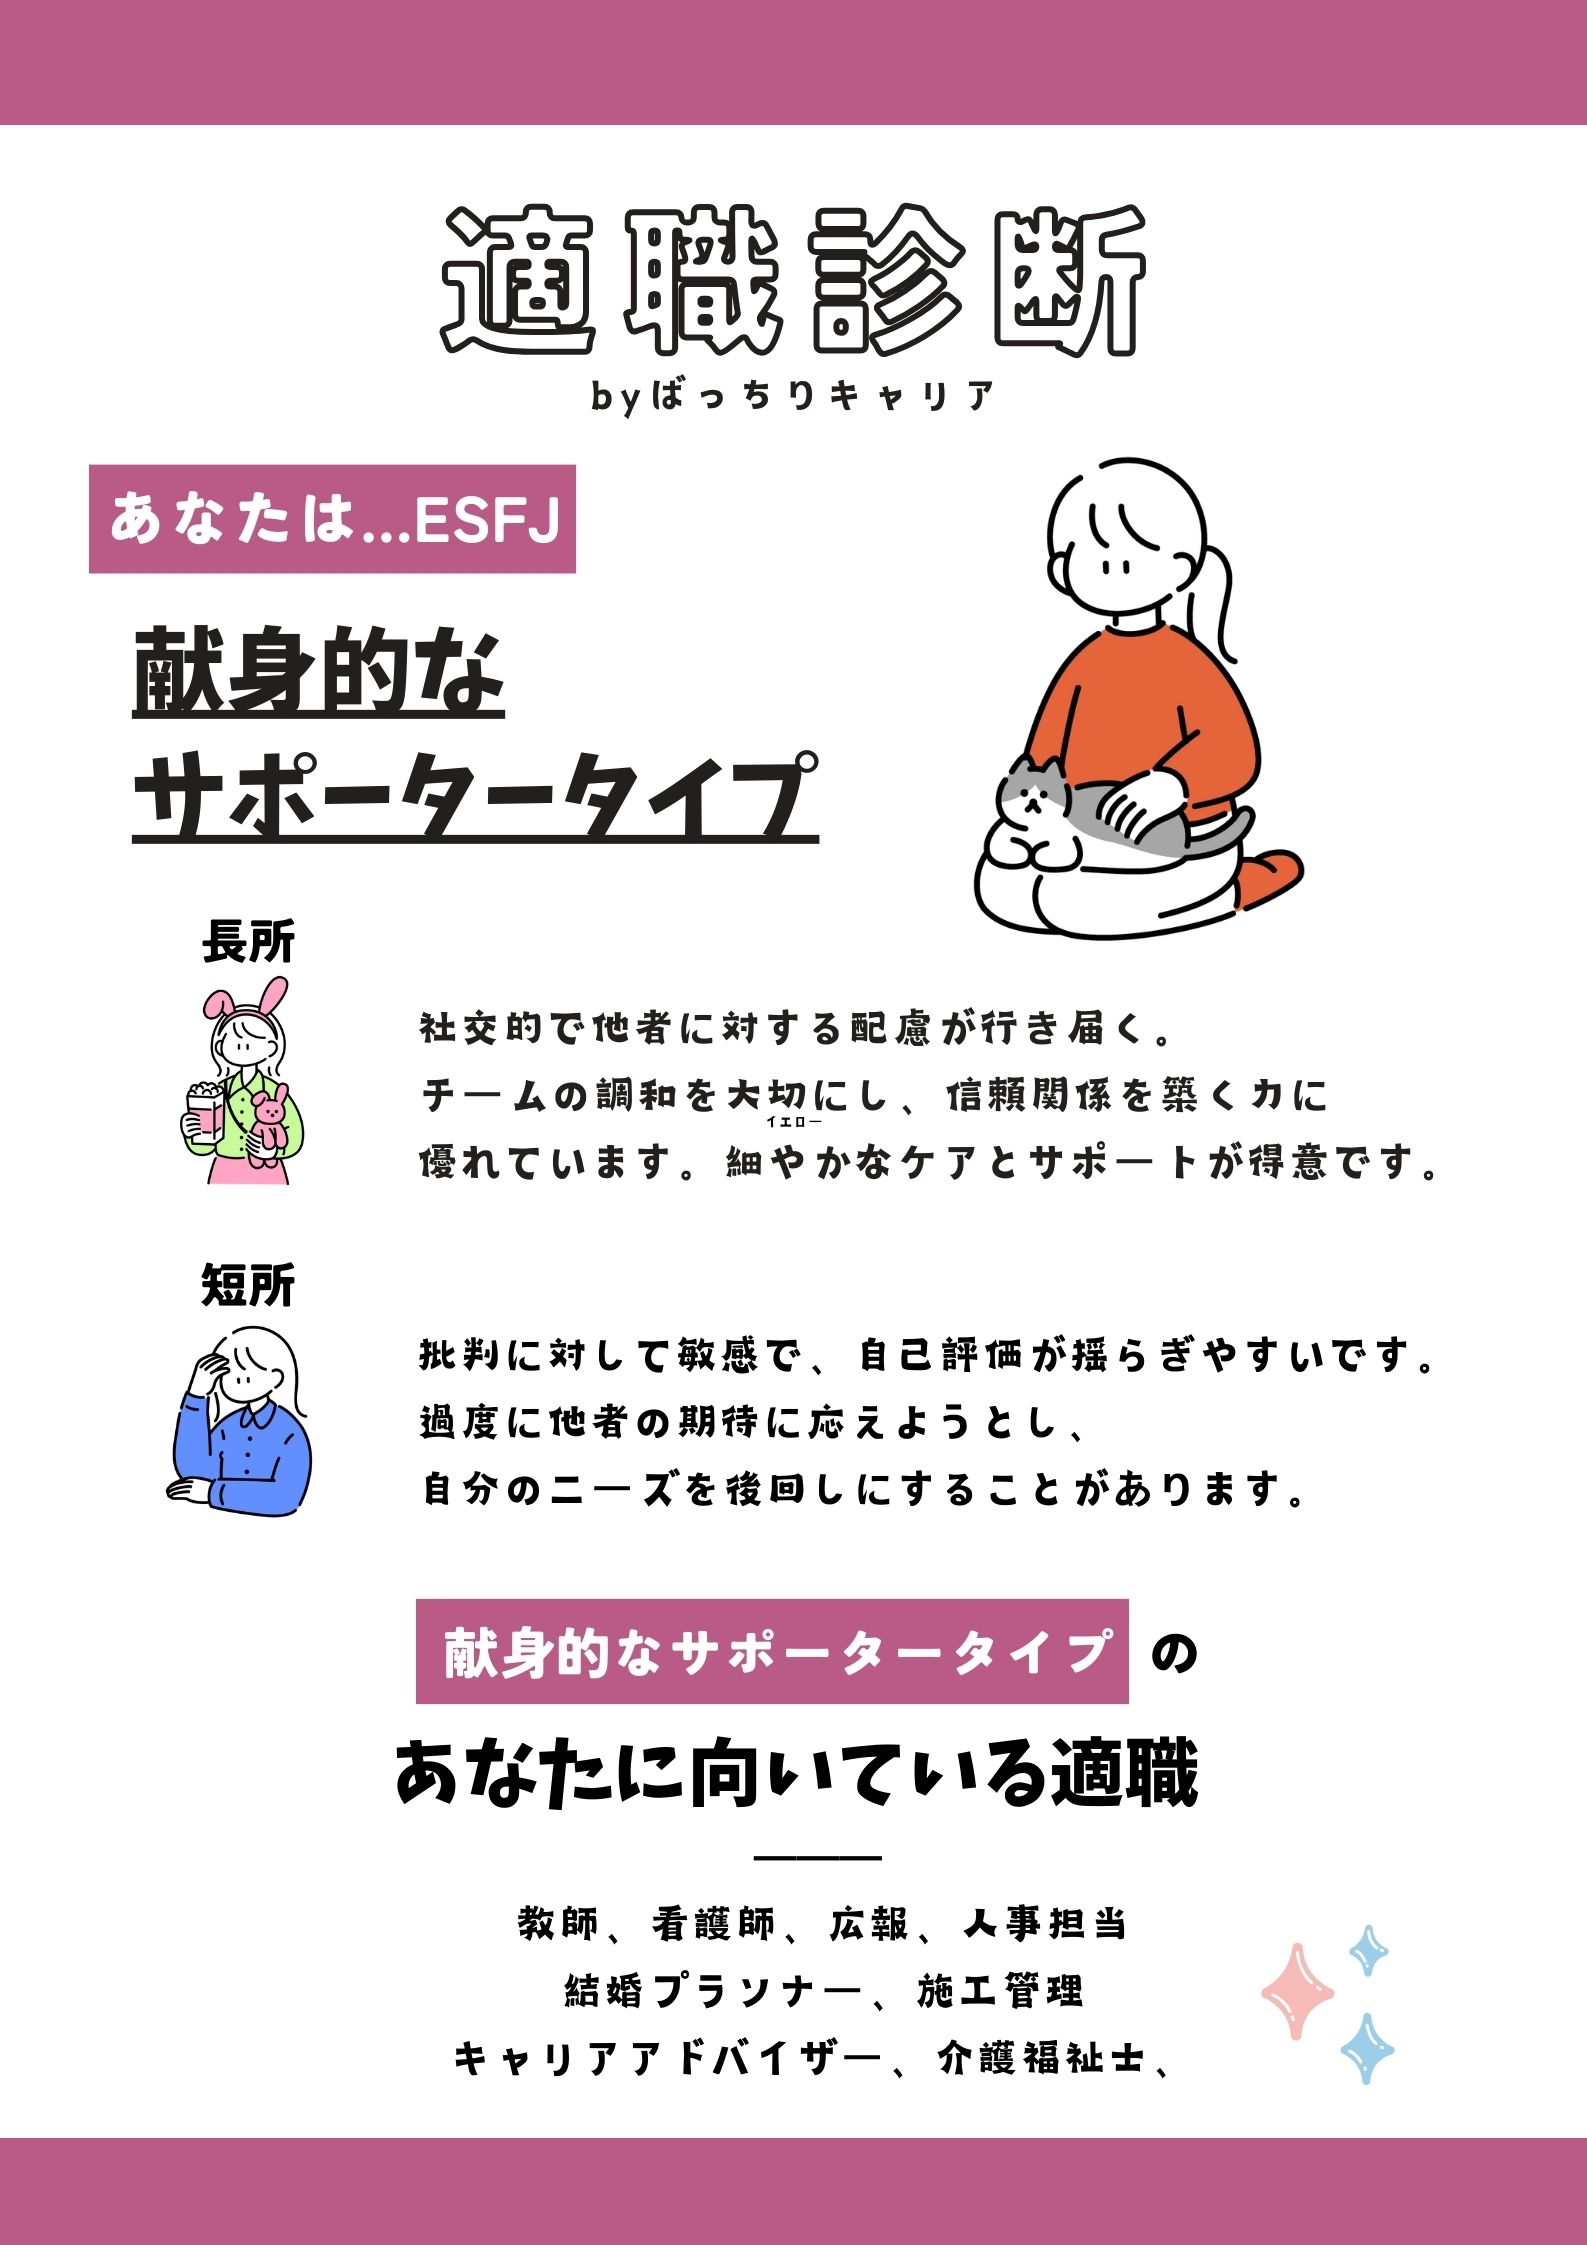 適職診断
byばっちりキャリア
あなたは...ESFJ
献身的な
サポータータイプ
長所
社交的で他者に対する配慮が行き届く。
チームの調和を大切にし、信頼関係を築く力に
イエロー
優れています。細やかなケアとサポートが得意です。
短所
批判に対して敏感で、自己評価が揺らぎやすいです。
過度に他者の期待に応えようとし、
自分のニーズを後回しにすることがあります。
献身的なサポータータイプ の
あなたに向いている適職
教師、看護師、広報、人事担当
結婚プラソナー、施工管理
キャリアアドバイザー、介護福祉士、